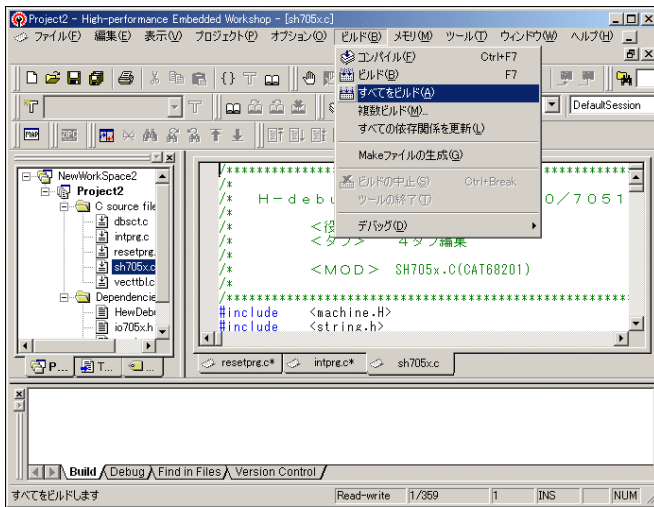 Project2 - High-performance Embedded Workshop - [sh705x.c]
ファイル(F) 編集(E) 表示(V) プロジェクト(P) オプション(O) ビルド(B) メモリ(M) ツール(T) ウィンドウ(W) ヘルプ(H)
コンパイル(F) Ctrl+F7
ビルド(B) F7
すべてをビルド(A)
複数ビルド(M)...
すべての依存関係を更新(L)
Makeファイルの生成(G)
ビルドの中止(S) Ctrl+Break
ツールの終了(T)
デバッグ(D)
DefaultSession
NewWorkSpace2
Project2
C source file
dbsct.c
intprg.c
resetprg.
sh705x.c
vecttbl.c
Dependencie
HewDeb
io705x.h
P... T... ...
/*****************************
/*
/* H-debu 0/7051
/*
/* <役
/* <タブ> 4タブ編集
/*
/* <MOD> SH705x.C(CAT68201)
/*
/*****************************
#include <machine.H>
#include <string.h>
resetprg.c* intprg.c* sh705x.c
Build Debug Find in Files Version Control
すべてをビルドします Read-write 1/359 1 INS NUM